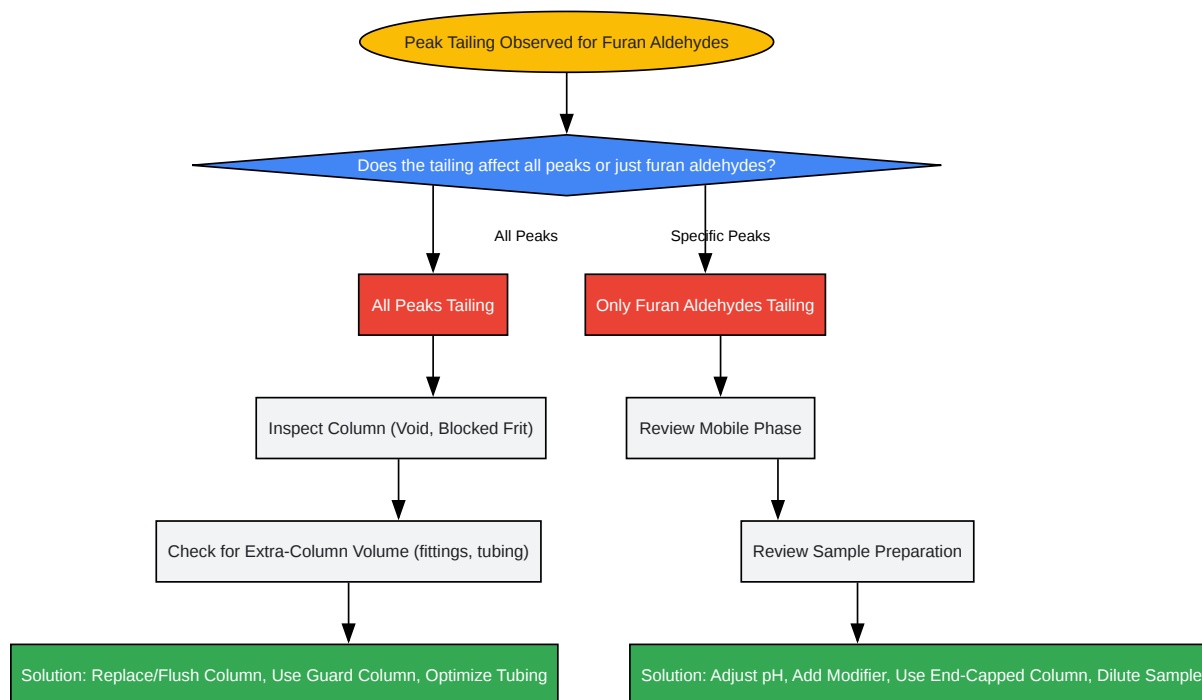 Peak Tailing Observed for Furan Aldehydes
Does the tailing affect all peaks or just furan aldehydes?
All Peaks
Specific Peaks
All Peaks Tailing
Only Furan Aldehydes Tailing
Inspect Column (Void, Blocked Frit)
Review Mobile Phase
Check for Extra-Column Volume (fittings, tubing)
Review Sample Preparation
Solution: Replace/Flush Column, Use Guard Column, Optimize Tubing
Solution: Adjust pH, Add Modifier, Use End-Capped Column, Dilute Sample